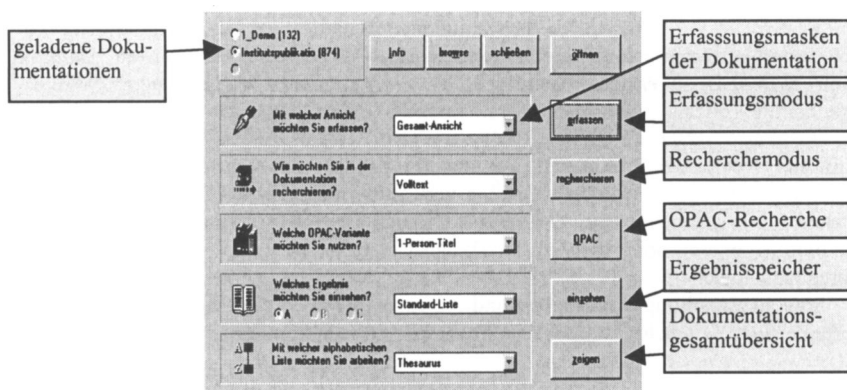 geladene Doku-
mentationen
1_Demo (132)
Institutspublikatio (874)
Info
browse
schließen
öffnen
Erfasssungsmasken
der Dokumentation
Mit welcher Ansicht
möchten Sie erfassen?
Gesamt-Ansicht
erfassen
Erfassungsmodus
Wie möchten Sie in der
Dokumentation
recherchieren?
Volltext
recherchieren
Recherchemodus
Welche OPAC-Variante
möchten Sie nutzen?
1-Person-Titel
OPAC
OPAC-Recherche
Welches Ergebnis
möchten Sie einsehen?
A B C
Standard-Liste
einsehen
Ergebnisspeicher
A
Z
Mit welcher alphabetischen
Liste möchten Sie arbeiten?
Thesaurus
zeigen
Dokumentations-
gesamtübersicht